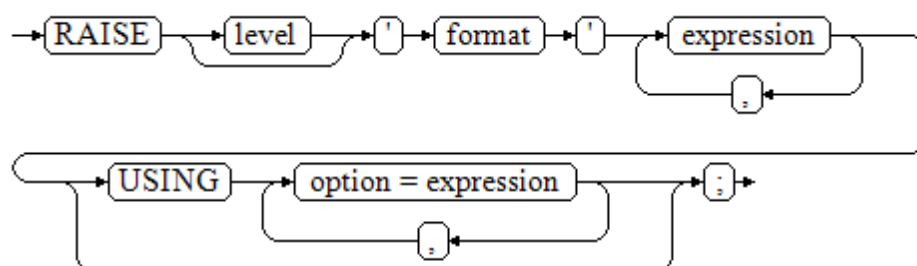 RAISE level ' format ' expression
,
USING option = expression ;
,